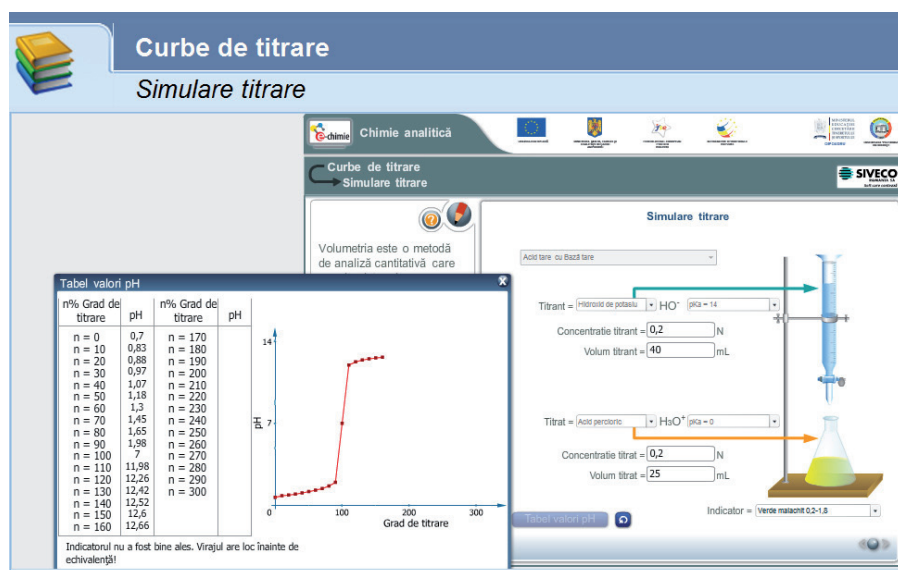 Curbe de titrare
Simulare titrare
e-chimie
Chimie analitică
Curbe de titrare
Simulare titrare
SIVECO
Soft care contează
Volumetria este o metodă
de analiză cantitativă care
Simulare titrare
Acid tare cu Bază tare
Titrant = Hidroxid de potasiu HO- pKa = 14
Concentratie titrant = 0,2 N
Volum titrant = 40 mL
Titrat = Acid percloric H3O+ pKa = 0
Concentratie titrat = 0,2 N
Volum titrat = 25 mL
Tabel valori pH
Indicator = Verde malachit 0,2-1,8
Tabel valori pH X
n% Grad de titrare pH n% Grad de titrare pH
n = 0 0,7 n = 170
n = 10 0,83 n = 180
n = 20 0,88 n = 190
n = 30 0,97 n = 200
n = 40 1,07 n = 210
n = 50 1,18 n = 220
n = 60 1,3 n = 230
n = 70 1,45 n = 240
n = 80 1,65 n = 250
n = 90 1,98 n = 260
n = 100 7 n = 270
n = 110 11,98 n = 280
n = 120 12,26 n = 290
n = 130 12,42 n = 300
n = 140 12,52
n = 150 12,6
n = 160 12,66
14
pH 7
0 100 200 300
Grad de titrare
Indicatorul nu a fost bine ales. Virajul are loc înainte de
echivalență!